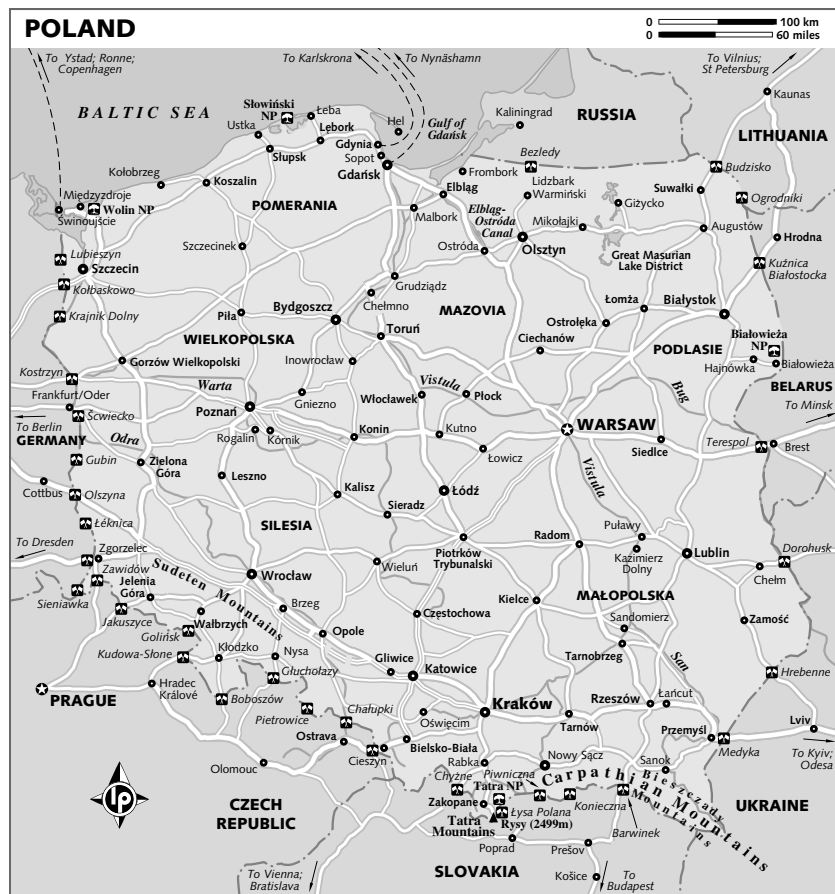 POLAND
0 100 km
0 60 miles
To Ystad; Ronne;
Copenhagen
To Karlskrona
To Nynäshamn
To Vilnius;
St Petersburg
BALTIC SEA
Słowiński
NP
Łeba
Ustka
Lębork
Hel
Gulf of
Gdańsk
Kaliningrad
RUSSIA
Kaunas
LITHUANIA
Gdynia
Sopot
Gdańsk
Słupsk
Bezledy
Frombork
Lidzbark
Warmiński
Budzisko
Suwałki
Ogrodniki
Kołobrzeg
Koszalin
Elbląg
Międzyzdroje
Wolin NP
Świnoujście
POMERANIA
Malbork
Elbląg-
Ostróda
Canal
Mikołajki
Giżycko
Augustów
Hrodna
Szczecinek
Ostróda
Olsztyn
Great Masurian
Lake District
Lubieszyn
Szczecin
Kuźnica
Białostocka
Kołbaskowo
Grudziądz
Chełmno
MAZOVIA
Łomża
Białystok
Krajnik Dolny
Piła
Bydgoszcz
Toruń
Ostrołęka
WIELKOPOLSKA
Ciechanów
PODLASIE
Białowieża
NP
Gorzów Wielkopolski
Inowrocław
Hajnówka
Białowieża
Kostrzyn
Warta
Włocławek
Vistula
Płock
Bug
BELARUS
Frankfurt/Oder
Gniezno
Šcwiecko
Poznań
To Minsk
To Berlin
GERMANY
Odra
Rogalin
Kórnik
Konin
Kutno
WARSAW
Siedlce
Terespol
Brest
Gubin
Zielona
Góra
Leszno
Łowicz
Vistula
Cottbus
Olszyna
Kalisz
Łódź
Sieradz
Łéknica
SILESIA
Puławy
To Dresden
Zgorzelec
Piotrków
Trybunalski
Radom
Kazimierz
Dolny
Lublin
Dorohusk
Zawidów
Sudeten Mountains
Wieluń
Chełm
Jelenia
Góra
Wrocław
Sieniawka
Kielce
MAŁOPOLSKA
Jakuszyce
Wałbrzych
Brzeg
Częstochowa
Sandomierz
Zamość
Golińsk
Opole
Kudowa-Słone
Kłodzko
Nysa
Tarnobrzeg
San
Gliwice
Katowice
Głuchołazy
Hrebenne
PRAGUE
Hradec
Králové
Boboszów
Pietrowice
Chałupki
Oświęcim
Kraków
Rzeszów
Łańcut
Tarnów
Lviv
Ostrava
Przemyśl
Medyka
To Kyiv;
Odesa
Olomouc
Cieszyn
Bielsko-Biała
Rabka
Nowy Sącz
Sanok
Chyżne
Piwniczna
Carpathian Mountains
Bieszczady
Mountains
Tatra NP
Zakopane
Łysa Polana
Konieczna
Tatra
Mountains
Rysy (2499m)
Barwinek
CZECH
REPUBLIC
UKRAINE
Poprad
Prešov
SLOVAKIA
To Vienna;
Bratislava
Košice
To
Budapest
lp